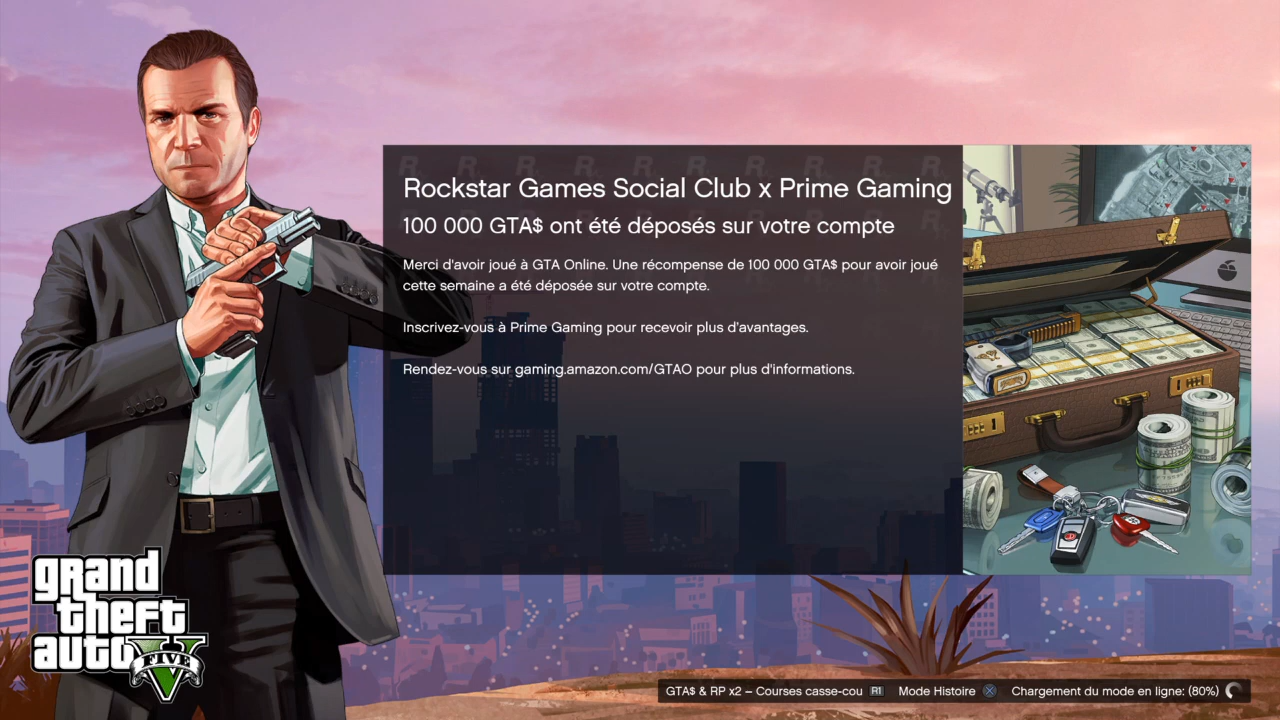 Rockstar Games Social Club x Prime Gaming
100 000 GTA$ ont été déposés sur votre compte
Merci d'avoir joué à GTA Online. Une récompense de 100 000 GTA$ pour avoir joué
cette semaine a été déposée sur votre compte.
Inscrivez-vous à Prime Gaming pour recevoir plus d'avantages.
Rendez-vous sur gaming.amazon.com/GTAO pour plus d'informations.
grand
theft
auto
V
FIVE
GTA$ & RP x2 – Courses casse-cou R1 Mode Histoire Chargement du mode en ligne: (80%)